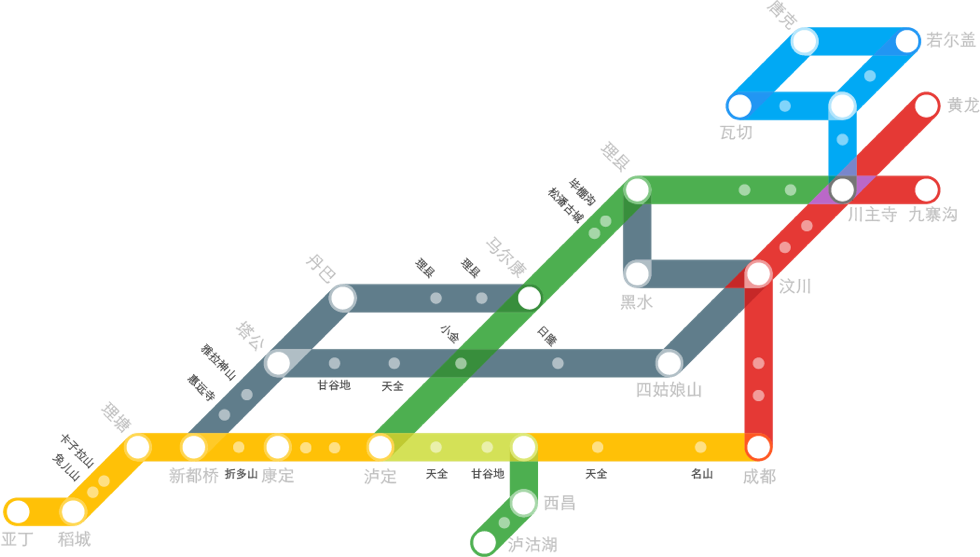 唐克
若尔盖
黄龙
瓦切
理县
毕棚沟
松潘古城
川主寺
九寨沟
马尔康
丹巴
理县
理县
汶川
黑水
塔公
小金
日隆
雅拉神山
惠远寺
甘谷地
天全
四姑娘山
理塘
卡子拉山
兔儿山
新都桥
折多山
康定
泸定
天全
甘谷地
天全
名山
成都
西昌
亚丁
稻城
泸沽湖